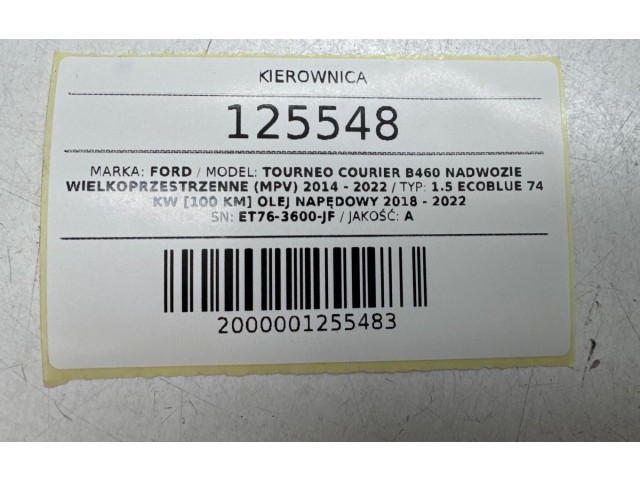 KIEROWNICA
125548
MARKA: FORD / MODEL: TOURNEO COURIER B460 NADWOZIE
WIELKOPRZESTRZENNE (MPV) 2014 - 2022 / TYP: 1.5 ECOBLUE 74
KW [100 KM] OLEJ NAPĘDOWY 2018 - 2022
SN: ET76-3600-JF / JAKOŚĆ: A
2000001255483